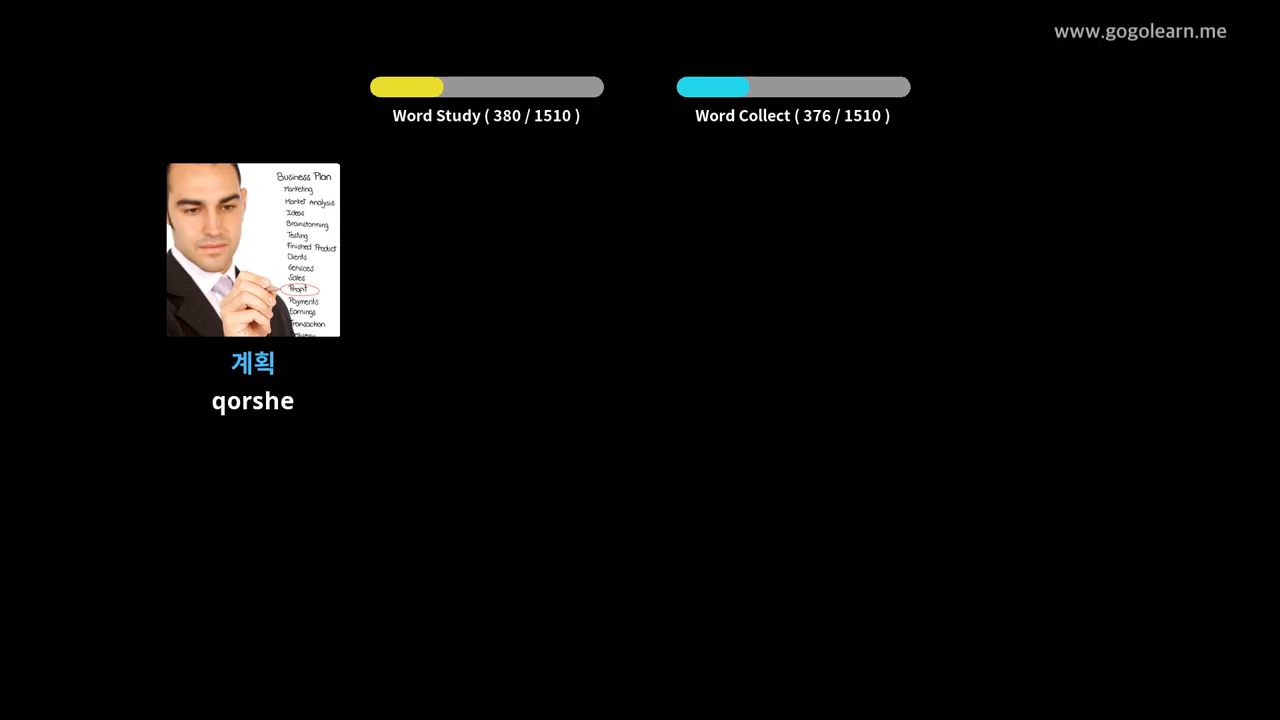 www.gogolearn.me
Word Study ( 380 / 1510 )
Word Collect ( 376 / 1510 )
Business Plan
Marketing
Market Analysis
Ideas
Brainstorming
Testing
Finished Product
Clients
Services
Sales
Profit
Payments
Earnings
Transaction
계획
qorshe